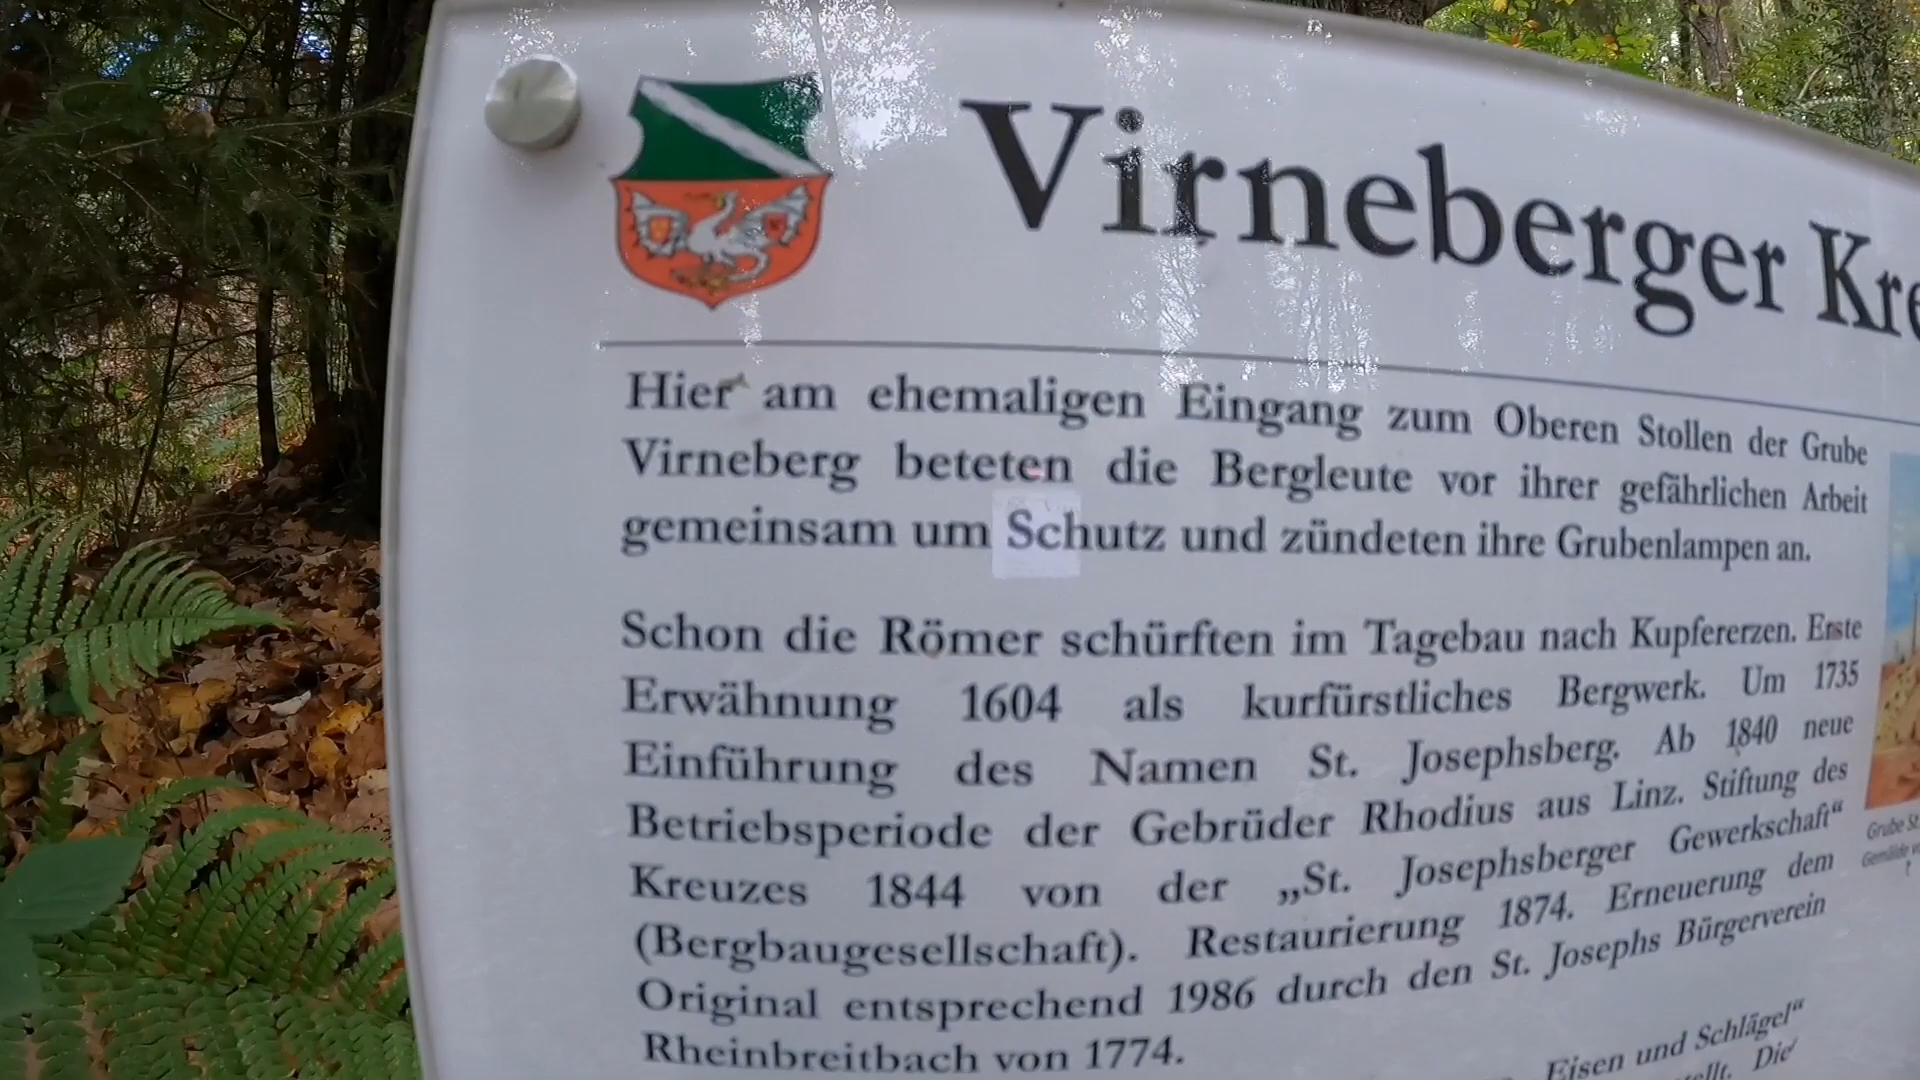 Virneberger
Hier am ehemaligen Eingang zum Oberen Stollen der Grube
Virneberg beteten die Bergleute vor ihrer gefährlichen Arbeit
gemeinsam um Schutz und zündeten ihre Grubenlampen an.
Schon die Römer schürften im Tagebau nach Kupfererzen. Erste
Erwähnung 1604 als kurfürstliches Bergwerk. Um 1735
Einführung des Namen St. Josephsberg. Ab 1840 neue
Betriebsperiode der Gebrüder Rhodius aus Linz. Stiftung des
Kreuzes 1844 von der „St. Josephsberger Gewerkschaft“
(Bergbaugesellschaft). Restaurierung 1874. Erneuerung dem
Original entsprechend 1986 durch den St. Josephs Bürgerverein
Rheinbreitbach von 1774.
Eisen und Schlägel“
Die
Grube St.
Gemälde